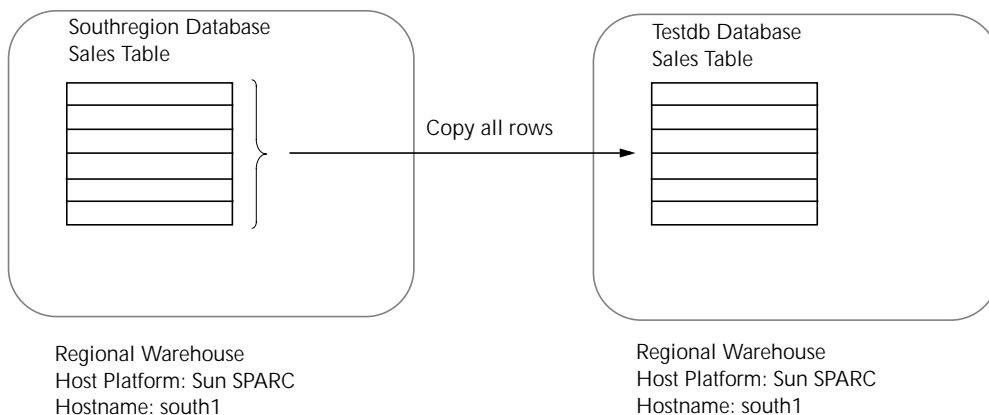 Southregion Database
Sales Table
Copy all rows
Testdb Database
Sales Table
Regional Warehouse
Host Platform: Sun SPARC
Hostname: south1
Regional Warehouse
Host Platform: Sun SPARC
Hostname: south1